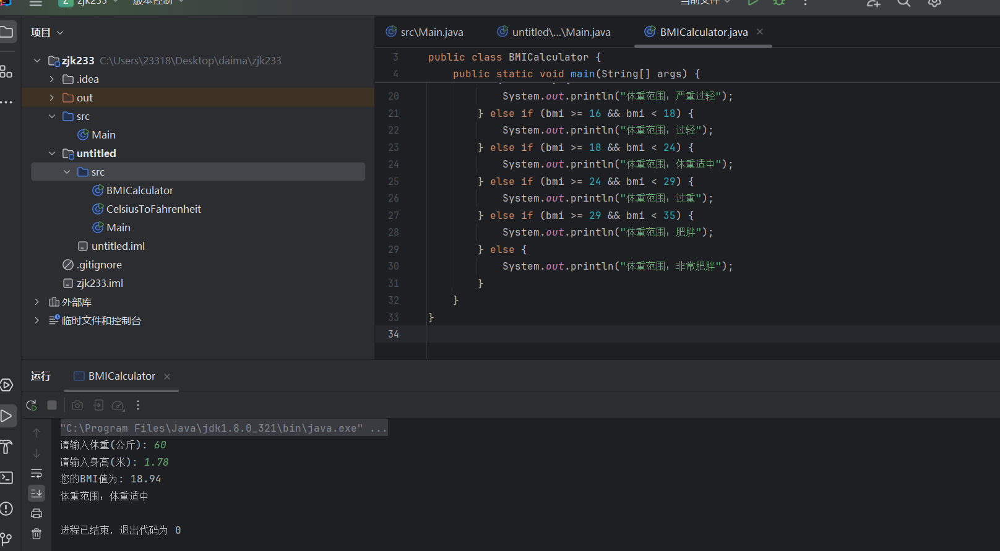 Z zjk233 版本控制 当前文件
项目
src\Main.java untitled\...\Main.java BMICalculator.java
zjk233 C:\Users\23318\Desktop\daima\zjk233
.idea
out
src
Main
untitled
src
BMICalculator
CelsiusToFahrenheit
Main
untitled.iml
.gitignore
zjk233.iml
外部库
临时文件和控制台
3 public class BMICalculator {
4 public static void main(String[] args) {
20 System.out.println("体重范围: 严重过轻");
21 } else if (bmi >= 16 && bmi < 18) {
22 System.out.println("体重范围: 过轻");
23 } else if (bmi >= 18 && bmi < 24) {
24 System.out.println("体重范围: 体重适中");
25 } else if (bmi >= 24 && bmi < 29) {
26 System.out.println("体重范围: 过重");
27 } else if (bmi >= 29 && bmi < 35) {
28 System.out.println("体重范围: 肥胖");
29 } else {
30 System.out.println("体重范围: 非常肥胖");
31 }
32 }
33 }
34
运行 BMICalculator
"C:\Program Files\Java\jdk1.8.0_321\bin\java.exe" ...
请输入体重(公斤): 60
请输入身高(米): 1.78
您的BMI值为: 18.94
体重范围: 体重适中
进程已结束，退出代码为 0